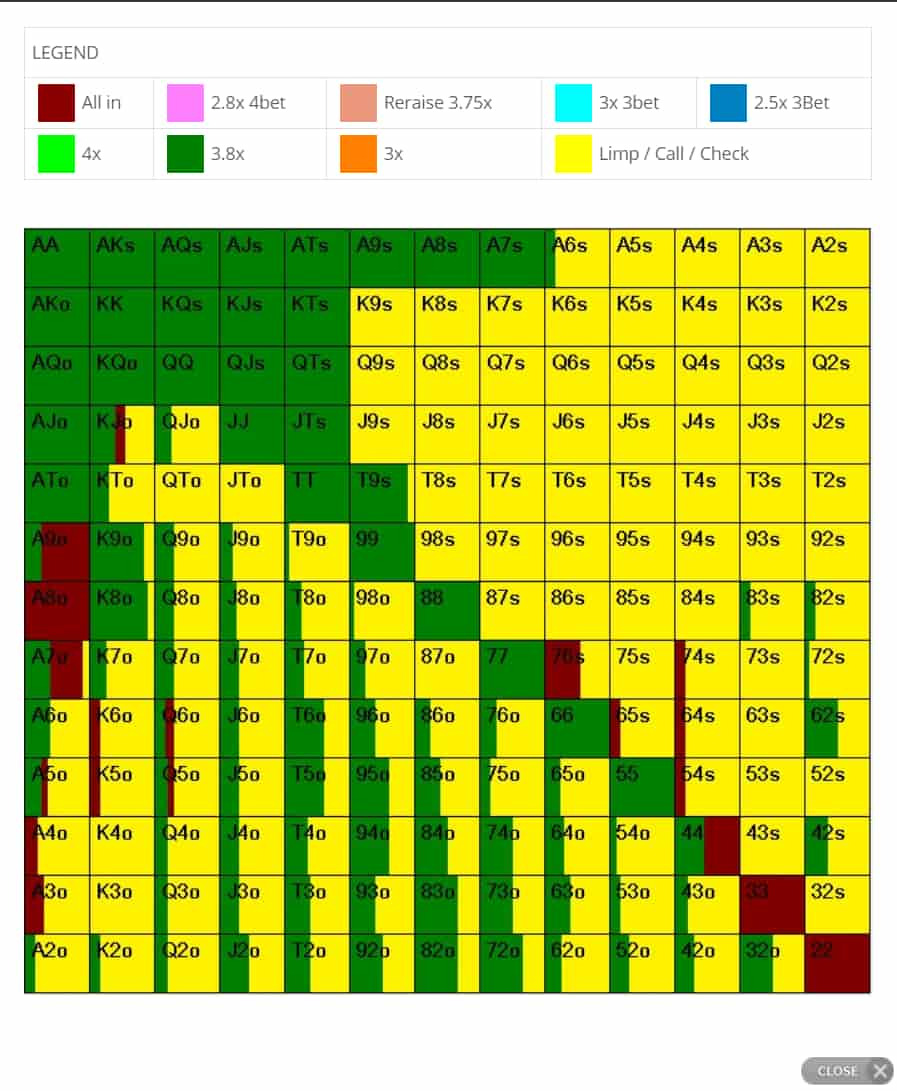 LEGEND
All in 2.8x 4bet Reraise 3.75x 3x 3bet 2.5x 3Bet
4x 3.8x 3x Limp / Call / Check
AA AKs AQs AJs ATs A9s A8s A7s A6s A5s A4s A3s A2s
AKo KK KQs KJs KTs K9s K8s K7s K6s K5s K4s K3s K2s
AQo KQo QQ QJs QTs Q9s Q8s Q7s Q6s Q5s Q4s Q3s Q2s
AJo KJo QJo JJ JTs J9s J8s J7s J6s J5s J4s J3s J2s
ATo KTo QTo JTo TT T9s T8s T7s T6s T5s T4s T3s T2s
A9o K9o Q9o J9o T9o 99 98s 97s 96s 95s 94s 93s 92s
A8o K8o Q8o J8o T8o 98o 88 87s 86s 85s 84s 83s 82s
A7o K7o Q7o J7o T7o 97o 87o 77 76s 75s 74s 73s 72s
A6o K6o Q6o J6o T6o 96o 86o 76o 66 65s 64s 63s 62s
A5o K5o Q5o J5o T5o 95o 85o 75o 65o 55 54s 53s 52s
A4o K4o Q4o J4o T4o 94o 84o 74o 64o 54o 44 43s 42s
A3o K3o Q3o J3o T3o 93o 83o 73o 63o 53o 43o 33 32s
A2o K2o Q2o J2o T2o 92o 82o 72o 62o 52o 42o 32o 22
CLOSE